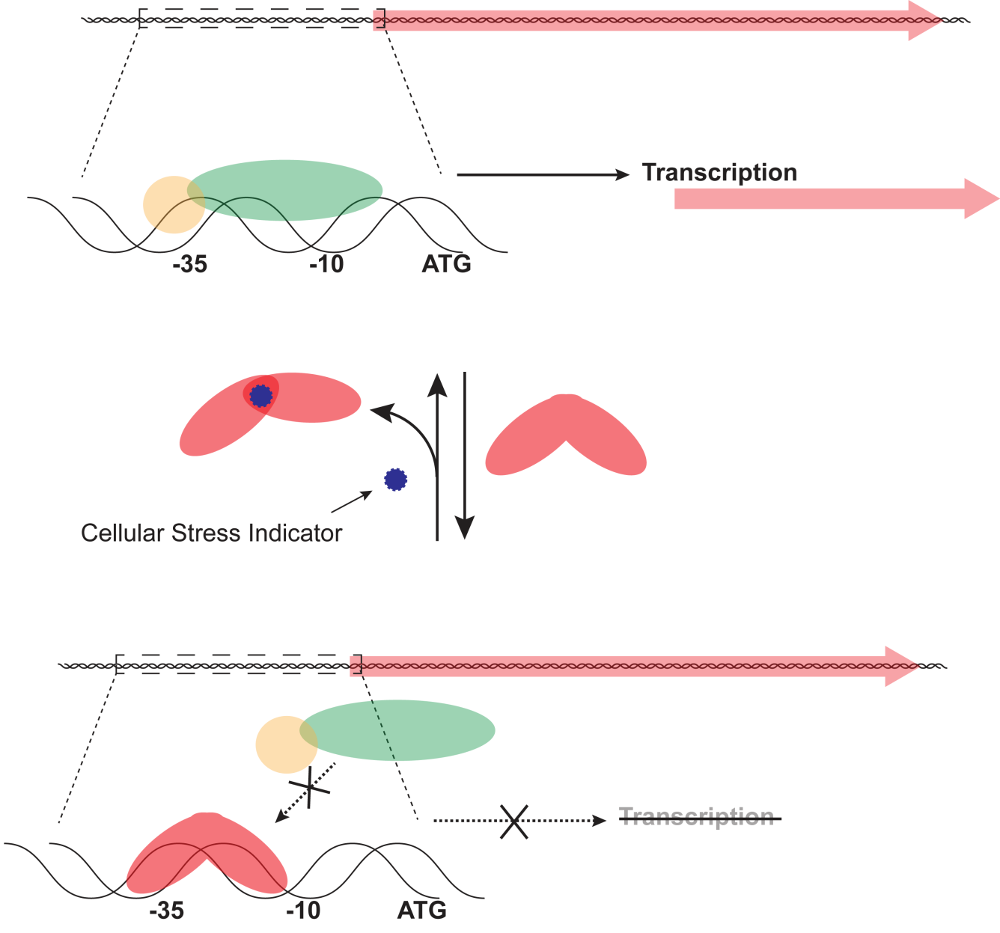 Transcription
-35 -10 ATG
Cellular Stress Indicator
Transcription
-35 -10 ATG